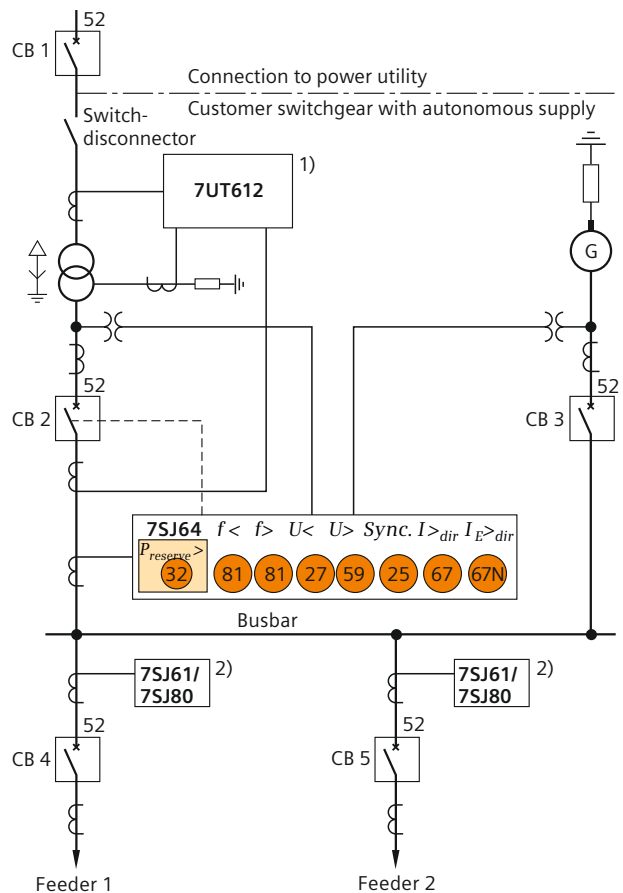 52
CB 1
Connection to power utility
Customer switchgear with autonomous supply
Switch-
disconnector
1)
7UT612
G
52
CB 2
52
CB 3
7SJ64 f< f> U< U> Sync. I>dir IE>dir
Preserve>
32 81 81 27 59 25 67 67N
Busbar
7SJ61/
7SJ80
2)
7SJ61/
7SJ80
2)
52
CB 4
52
CB 5
Feeder 1
Feeder 2